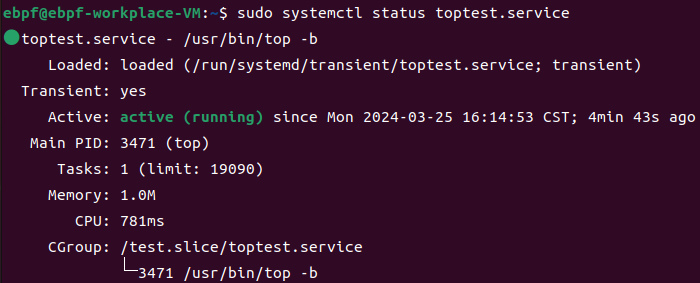 ebpf@ebpf-workplace-VM:~$ sudo systemctl status toptest.service
toptest.service - /usr/bin/top -b
Loaded: loaded (/run/systemd/transient/toptest.service; transient)
Transient: yes
Active: active (running) since Mon 2024-03-25 16:14:53 CST; 4min 43s ago
Main PID: 3471 (top)
Tasks: 1 (limit: 19090)
Memory: 1.0M
CPU: 781ms
CGroup: /test.slice/toptest.service
└─3471 /usr/bin/top -b